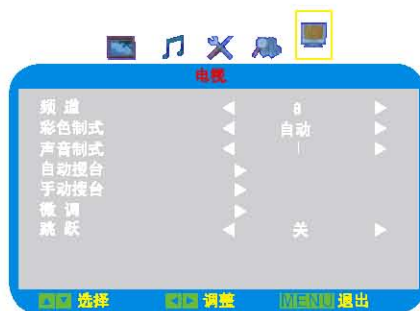 电视
频 道 8
彩色制式 自动
声音制式 I
自动搜台
手动搜台
微 调
跳 跃 关
选择 调整 MENU 退出